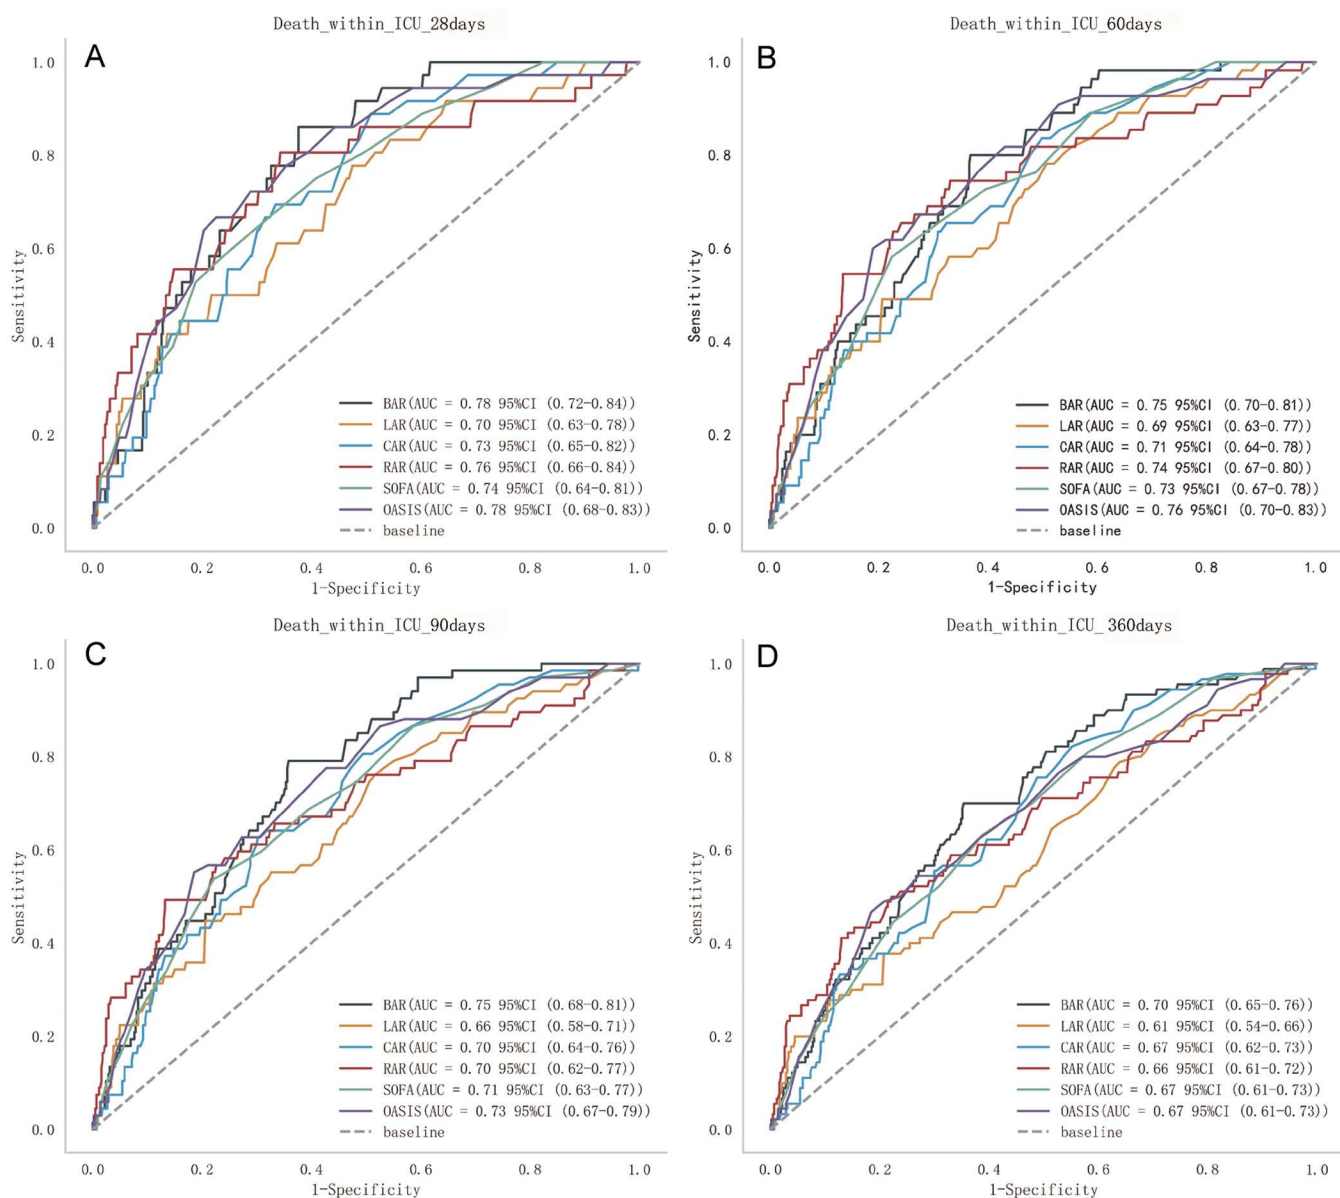 Death_within_ICU_28days
A
1.0
0.8
0.6
0.4
0.2
0.0
Sensitivity
BAR(AUC = 0.78 95%CI (0.72-0.84))
LAR(AUC = 0.70 95%CI (0.63-0.78))
CAR(AUC = 0.73 95%CI (0.65-0.82))
RAR(AUC = 0.76 95%CI (0.66-0.84))
SOFA(AUC = 0.74 95%CI (0.64-0.81))
OASIS(AUC = 0.78 95%CI (0.68-0.83))
baseline
0.0 0.2 0.4 0.6 0.8 1.0
1-Specificity
Death_within_ICU_60days
B
1.0
0.8
0.6
0.4
0.2
0.0
Sensitivity
BAR(AUC = 0.75 95%CI (0.70-0.81))
LAR(AUC = 0.69 95%CI (0.63-0.77))
CAR(AUC = 0.71 95%CI (0.64-0.78))
RAR(AUC = 0.74 95%CI (0.67-0.80))
SOFA(AUC = 0.73 95%CI (0.67-0.78))
OASIS(AUC = 0.76 95%CI (0.70-0.83))
baseline
0.0 0.2 0.4 0.6 0.8 1.0
1-Specificity
Death_within_ICU_90days
C
1.0
0.8
0.6
0.4
0.2
0.0
Sensitivity
BAR(AUC = 0.75 95%CI (0.68-0.81))
LAR(AUC = 0.66 95%CI (0.58-0.71))
CAR(AUC = 0.70 95%CI (0.64-0.76))
RAR(AUC = 0.70 95%CI (0.62-0.77))
SOFA(AUC = 0.71 95%CI (0.63-0.77))
OASIS(AUC = 0.73 95%CI (0.67-0.79))
baseline
0.0 0.2 0.4 0.6 0.8 1.0
1-Specificity
Death_within_ICU_360days
D
1.0
0.8
0.6
0.4
0.2
0.0
Sensitivity
BAR(AUC = 0.70 95%CI (0.65-0.76))
LAR(AUC = 0.61 95%CI (0.54-0.66))
CAR(AUC = 0.67 95%CI (0.62-0.73))
RAR(AUC = 0.66 95%CI (0.61-0.72))
SOFA(AUC = 0.67 95%CI (0.61-0.73))
OASIS(AUC = 0.67 95%CI (0.61-0.73))
baseline
0.0 0.2 0.4 0.6 0.8 1.0
1-Specificity